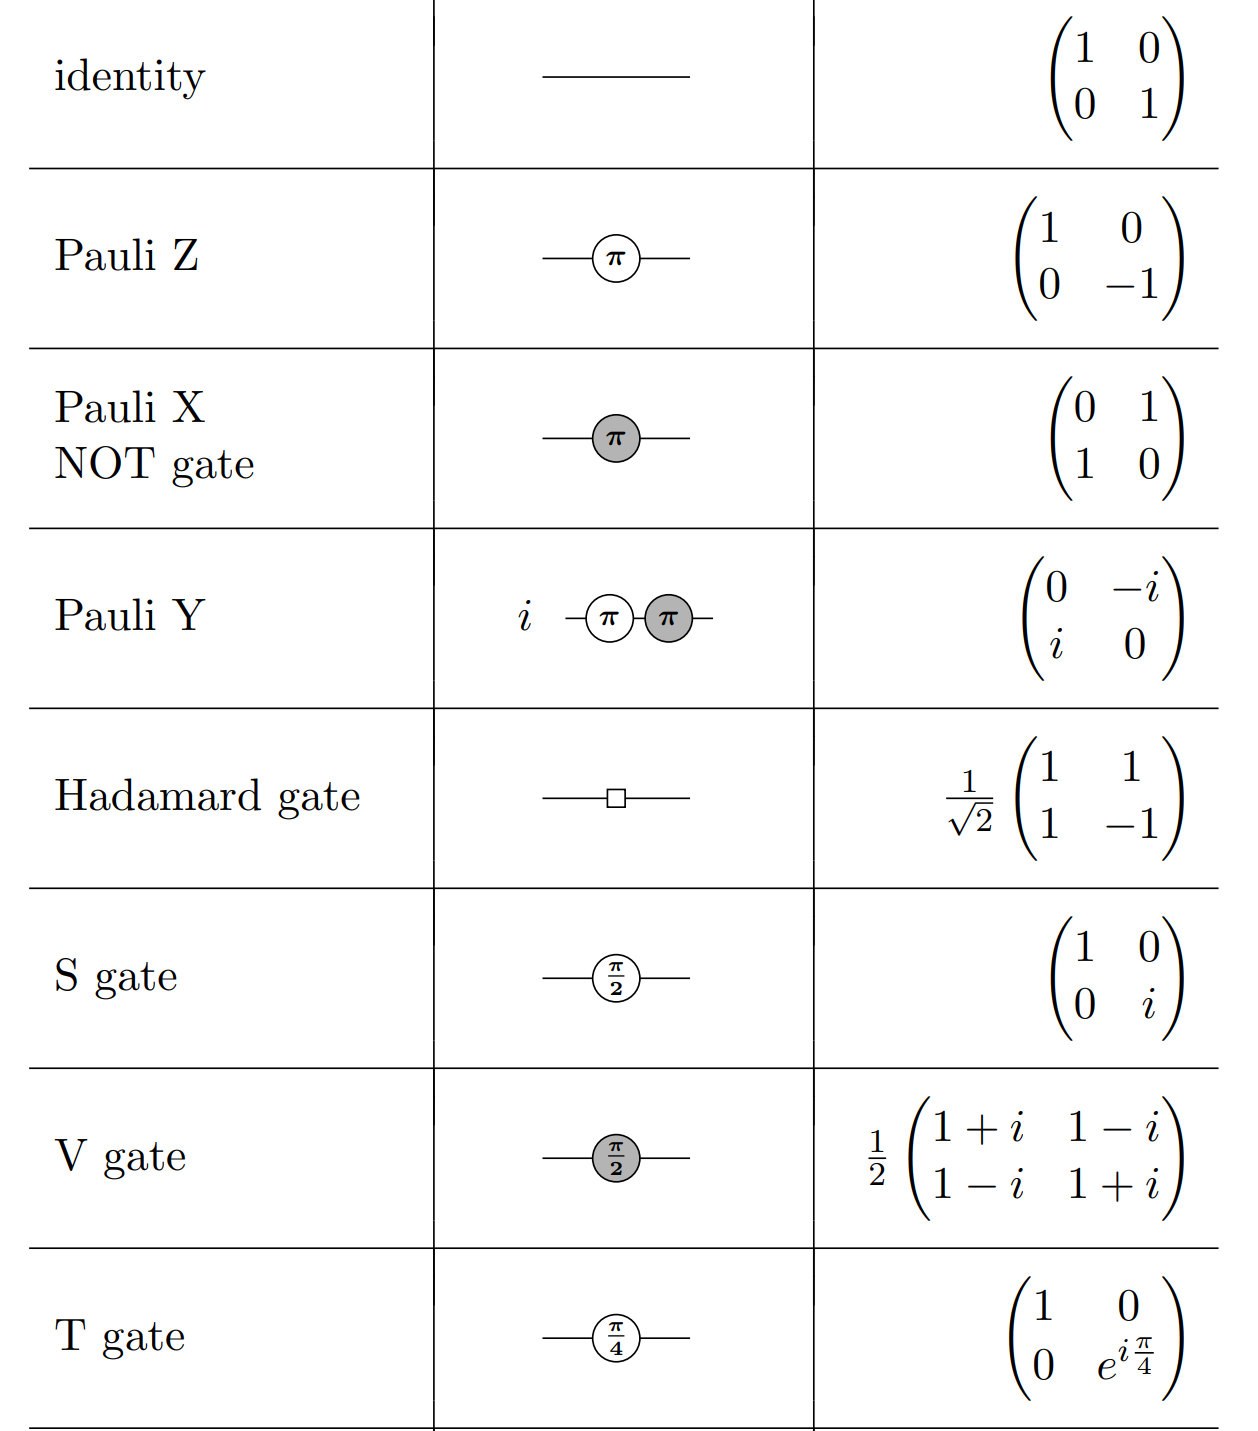 identity
1 0
0 1
Pauli Z
π
1 0
0 −1
Pauli X
NOT gate
π
0 1
1 0
Pauli Y
i π π
0 −i
i 0
Hadamard gate
1/√2
1 1
1 −1
S gate
π/2
1 0
0 i
V gate
π/2
1/2
1 + i 1 − i
1 − i 1 + i
T gate
π/4
1 0
0 e^{iπ/4}